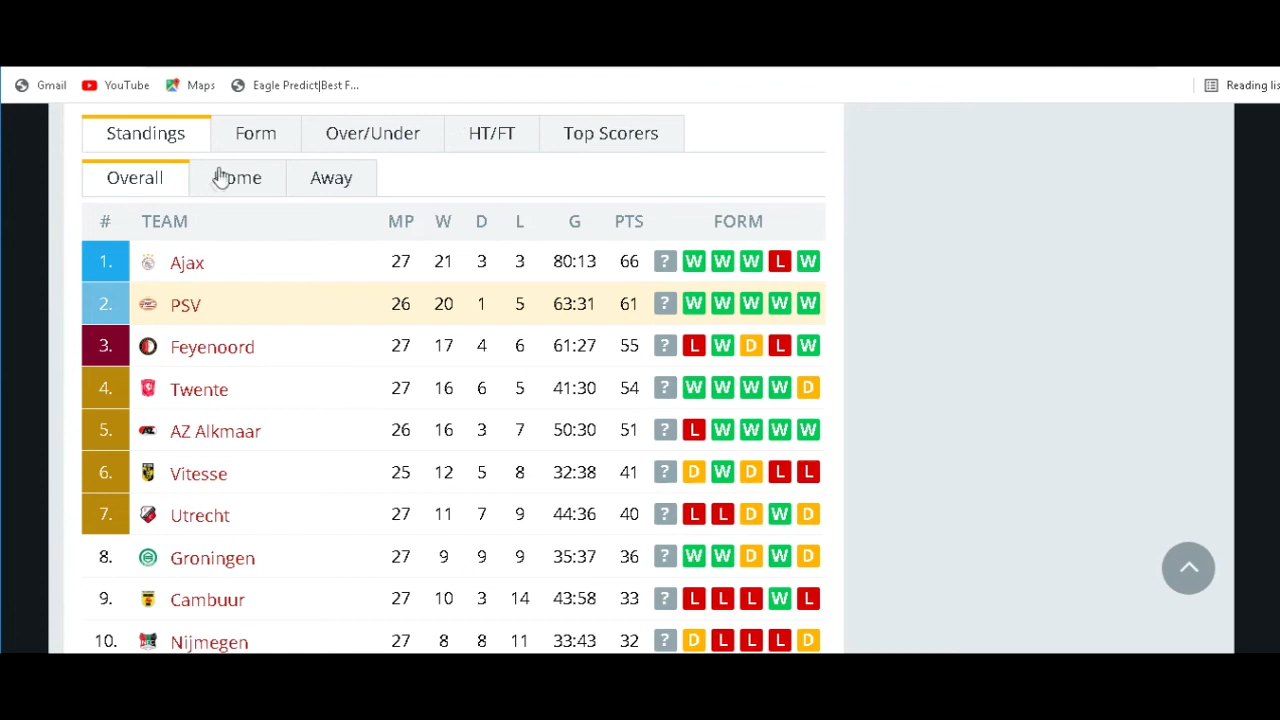 Gmail YouTube Maps Eagle Predict|Best F... Reading lis
Standings Form Over/Under HT/FT Top Scorers
Overall ome Away
# TEAM MP W D L G PTS FORM
1. Ajax 27 21 3 3 80:13 66 ? W W W L W
2. PSV 26 20 1 5 63:31 61 ? W W W W W
3. Feyenoord 27 17 4 6 61:27 55 ? L W D L W
4. Twente 27 16 6 5 41:30 54 ? W W W W D
5. AZ Alkmaar 26 16 3 7 50:30 51 ? L W W W W
6. Vitesse 25 12 5 8 32:38 41 ? D W D L L
7. Utrecht 27 11 7 9 44:36 40 ? L L D W D
8. Groningen 27 9 9 9 35:37 36 ? W W D W D
9. Cambuur 27 10 3 14 43:58 33 ? L L L W L
10. Nijmegen 27 8 8 11 33:43 32 ? D L L L D